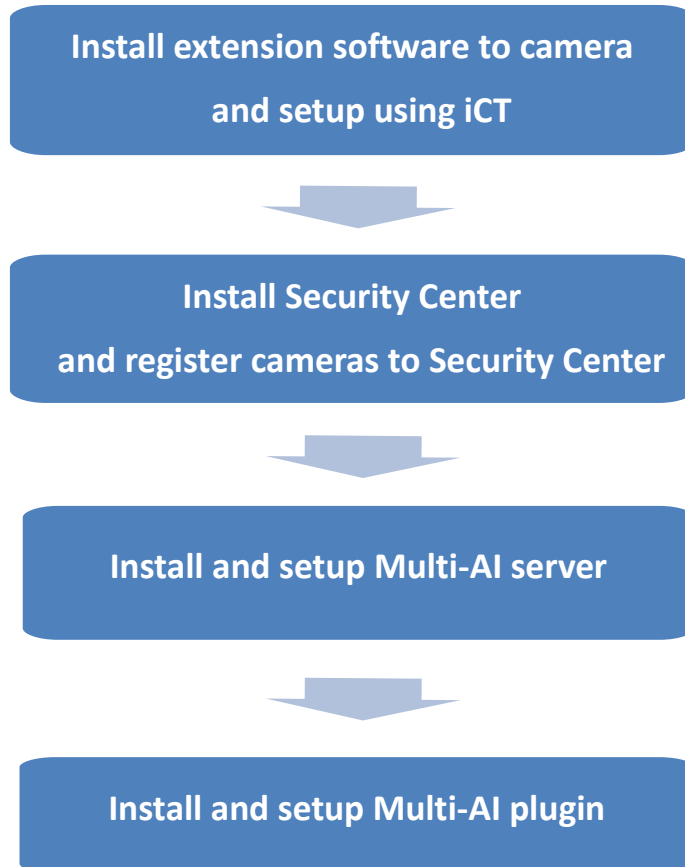 Install extension software to camera
and setup using iCT
Install Security Center
and register cameras to Security Center
Install and setup Multi-AI server
Install and setup Multi-AI plugin